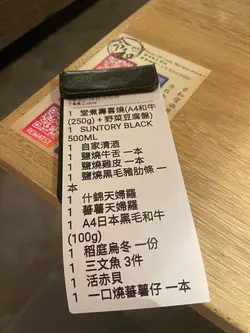 1 堂煮壽喜燒(A4和牛
(250g)+野菜豆腐盤)
1 SUNTORY BLACK
500ML
1 自家清酒
1 鹽燒牛舌 一本
1 鹽燒雞皮 一本
1 鹽燒黑毛豬肋條 一
本
1 什錦天婦羅
1 蕃薯天婦羅
1 A4日本黑毛和牛
(100g)
1 稻庭烏冬 一份
1 三文魚 3件
1 活赤貝
1 一口燒蕃薯仔 一本